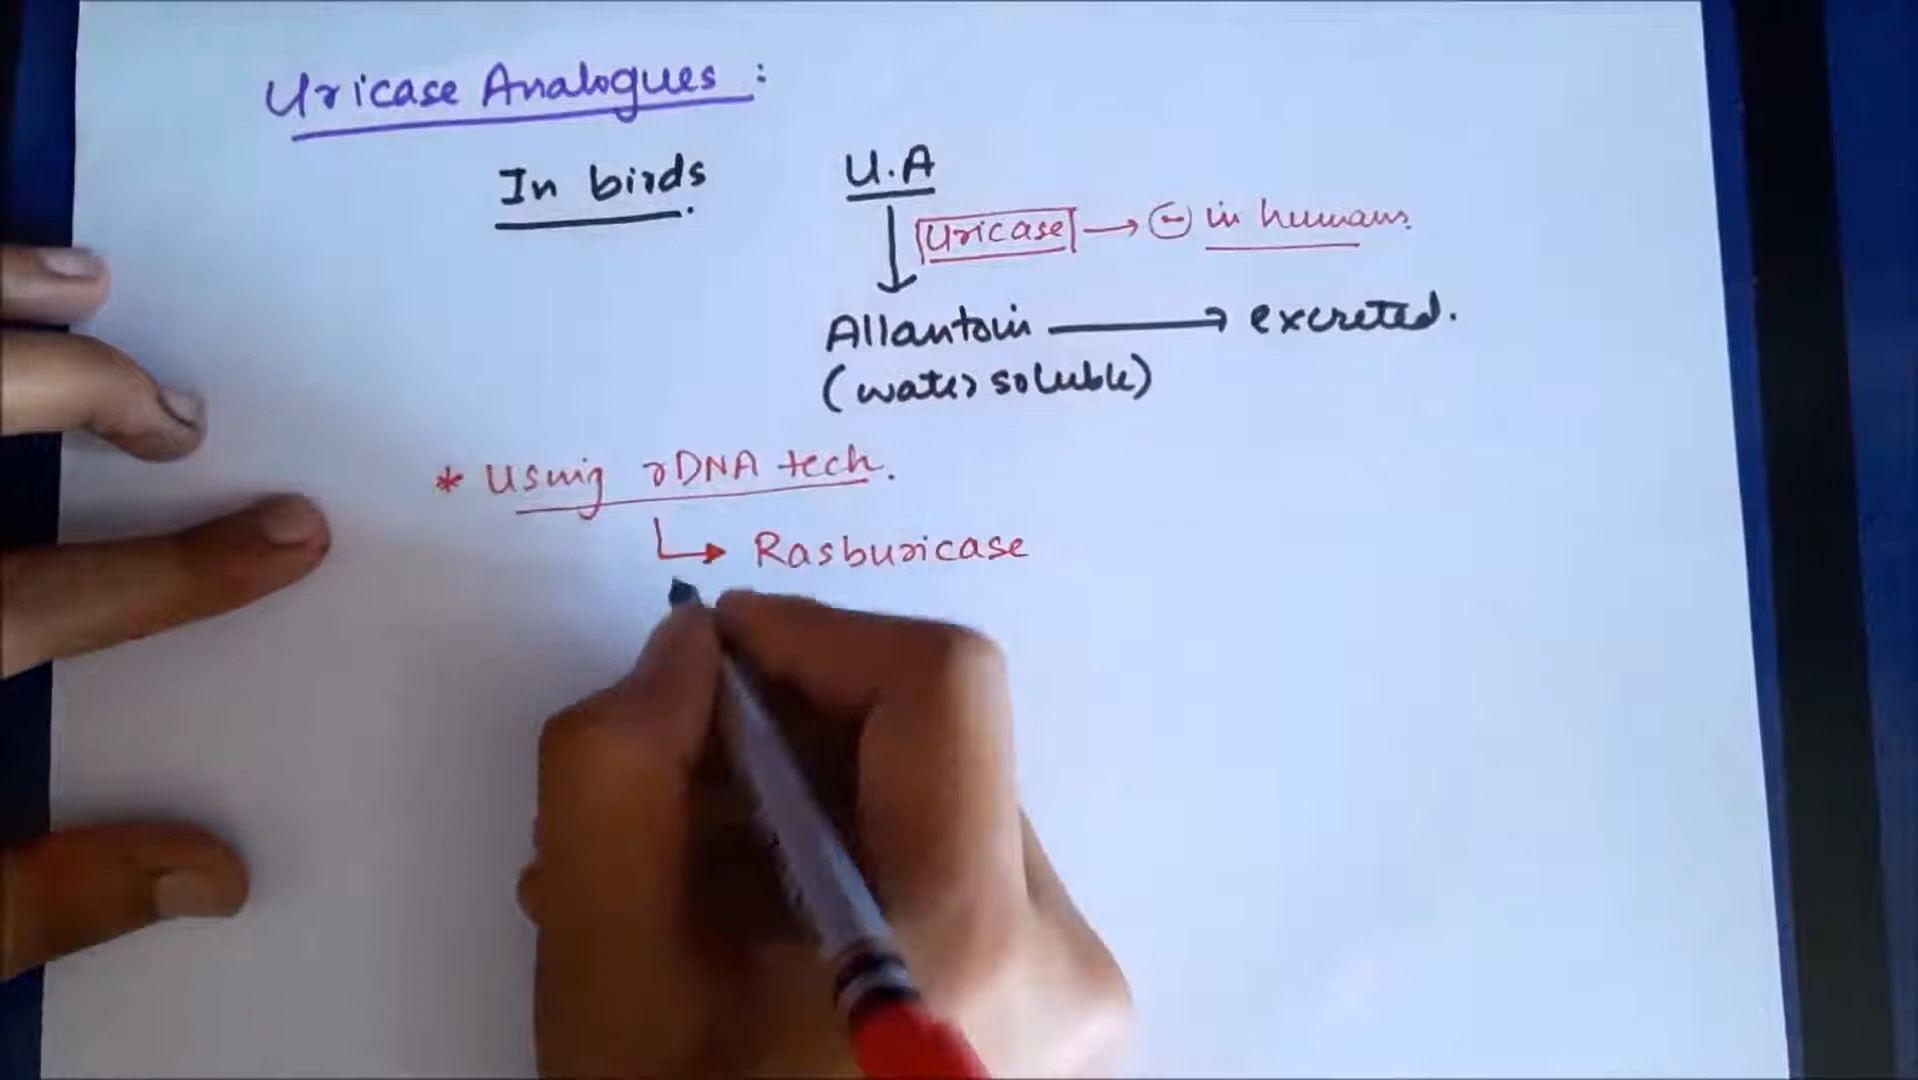 Uricase Analogues :
In birds
U.A
Uricase → ⊖ in humans.
Allantoin → excreted.
(water soluble)
* Using rDNA tech.
↳ Rasburicase